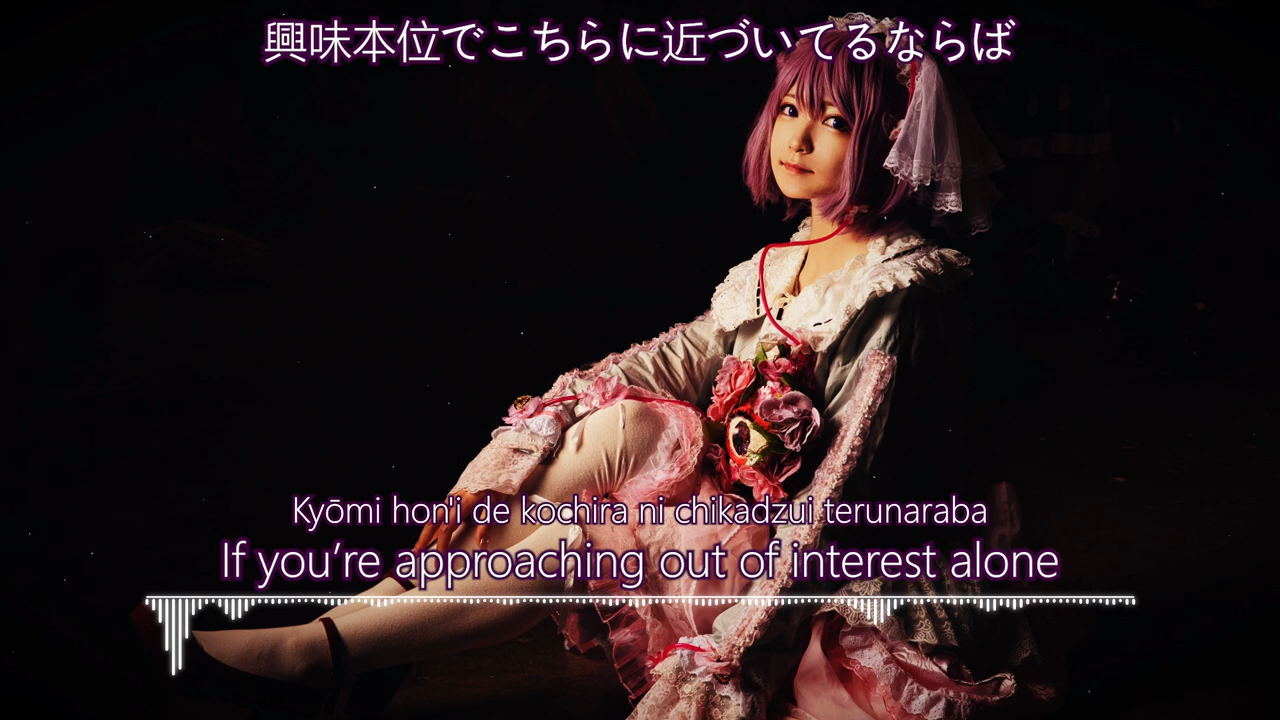 興味本位でこちらに近づいてるならば
Kyōmi hon'i de kochira ni chikadzui terunaraba
If you’re approaching out of interest alone